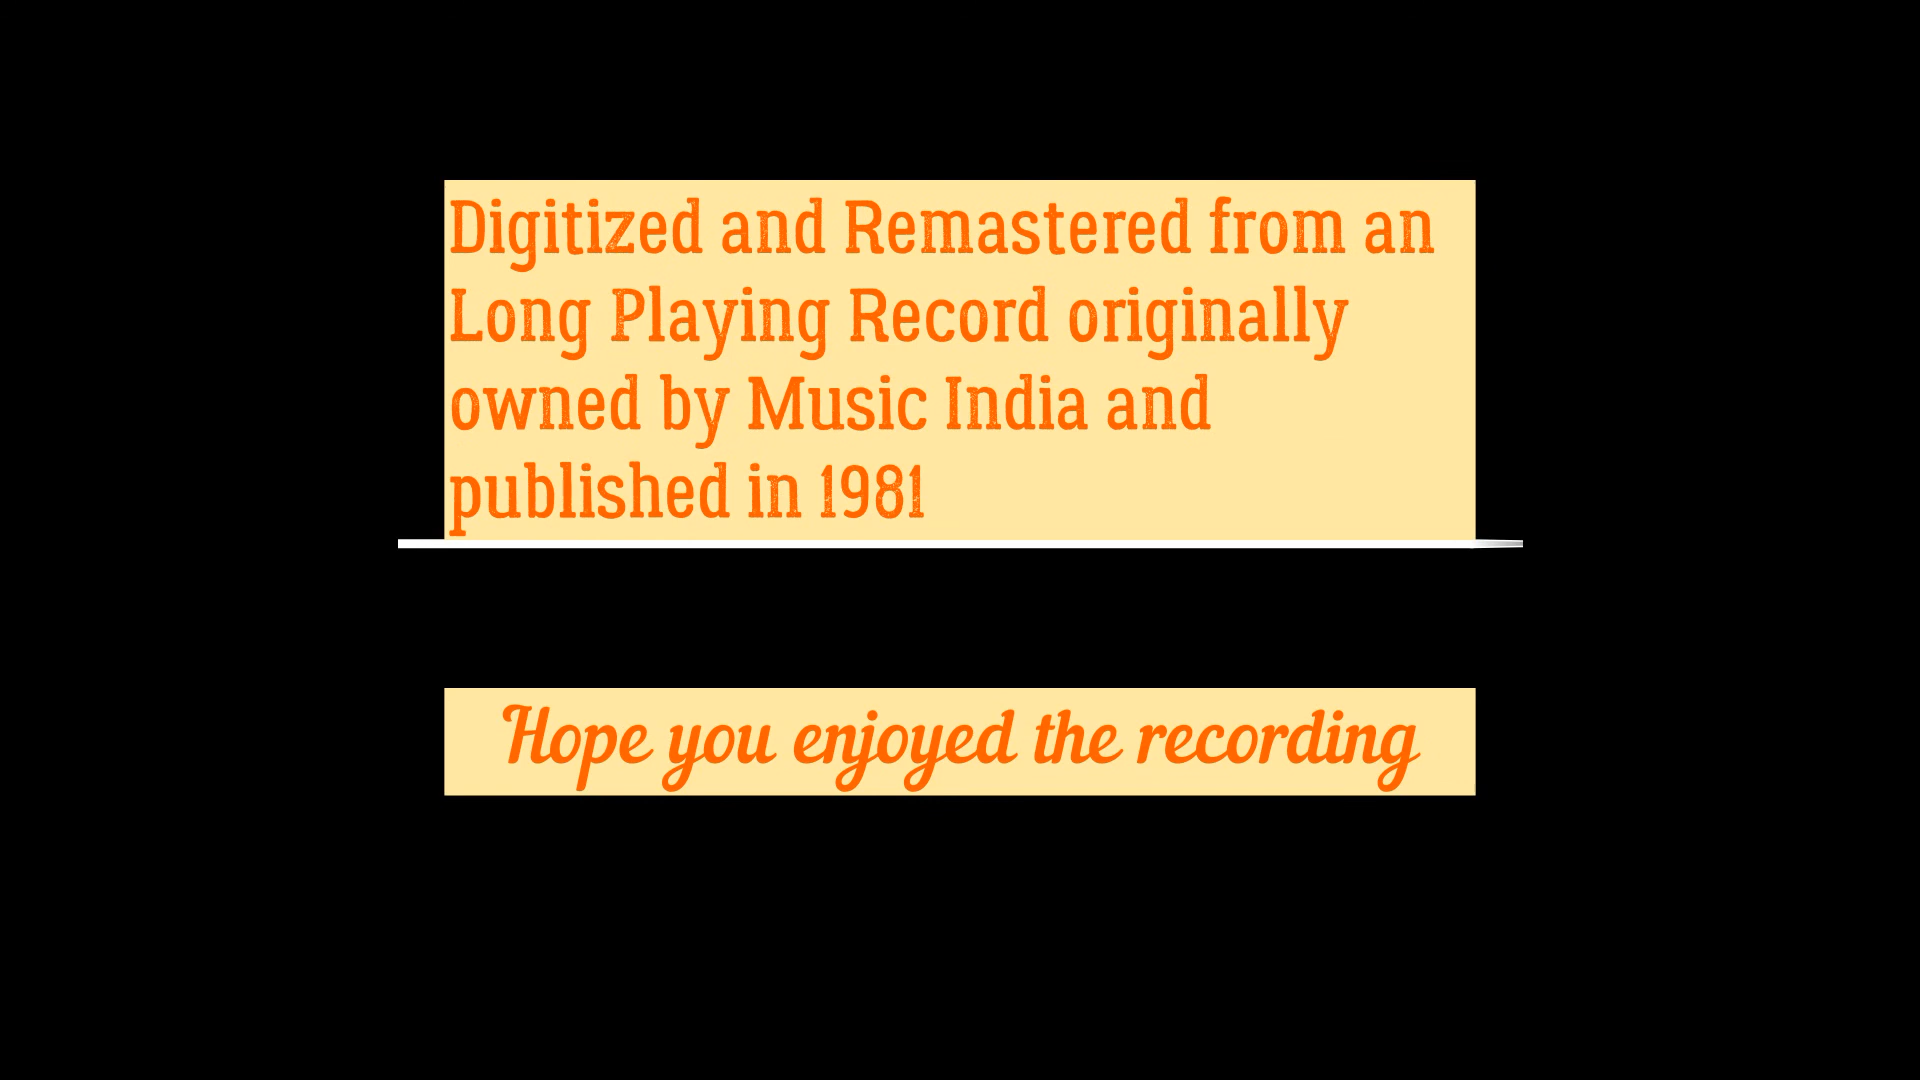 Digitized and Remastered from an
Long Playing Record originally
owned by Music India and
published in 1981
Hope you enjoyed the recording